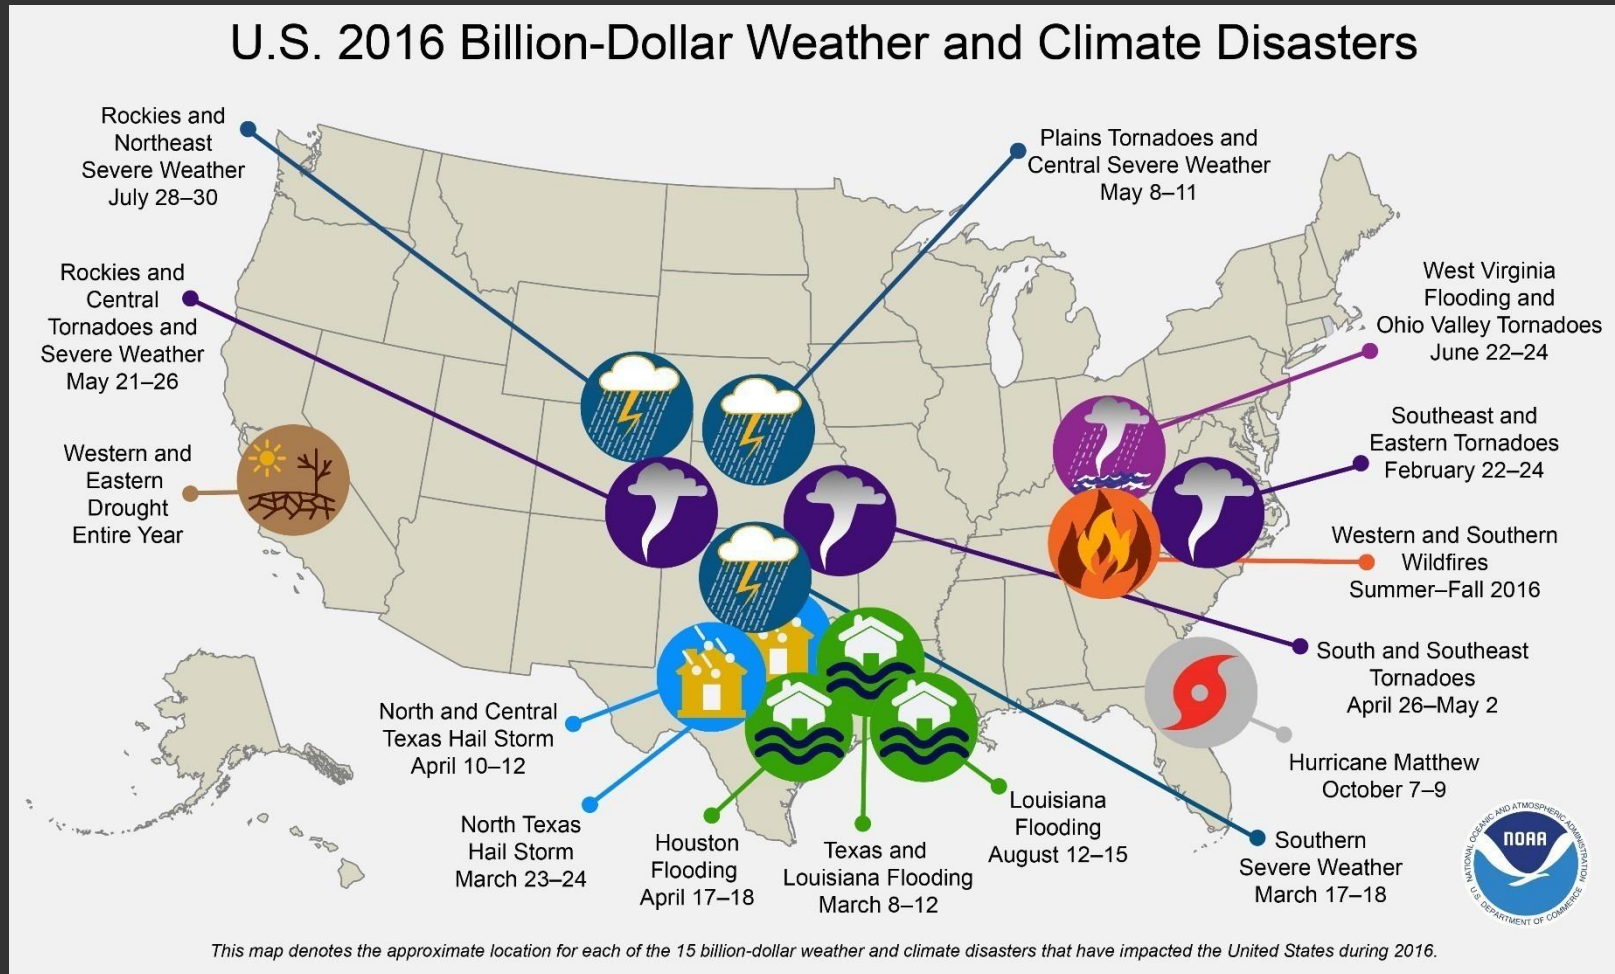 U.S. 2016 Billion-Dollar Weather and Climate Disasters
Rockies and
Northeast
Severe Weather
July 28–30
Plains Tornadoes and
Central Severe Weather
May 8–11
Rockies and
Central
Tornadoes and
Severe Weather
May 21–26
West Virginia
Flooding and
Ohio Valley Tornadoes
June 22–24
Western and
Eastern
Drought
Entire Year
Southeast and
Eastern Tornadoes
February 22–24
Western and Southern
Wildfires
Summer–Fall 2016
South and Southeast
Tornadoes
April 26–May 2
North and Central
Texas Hail Storm
April 10–12
Hurricane Matthew
October 7–9
North Texas
Hail Storm
March 23–24
Houston
Flooding
April 17–18
Texas and
Louisiana Flooding
March 8–12
Louisiana
Flooding
August 12–15
Southern
Severe Weather
March 17–18
NATIONAL OCEANIC AND ATMOSPHERIC ADMINISTRATION
NOAA
U.S. DEPARTMENT OF COMMERCE
This map denotes the approximate location for each of the 15 billion-dollar weather and climate disasters that have impacted the United States during 2016.